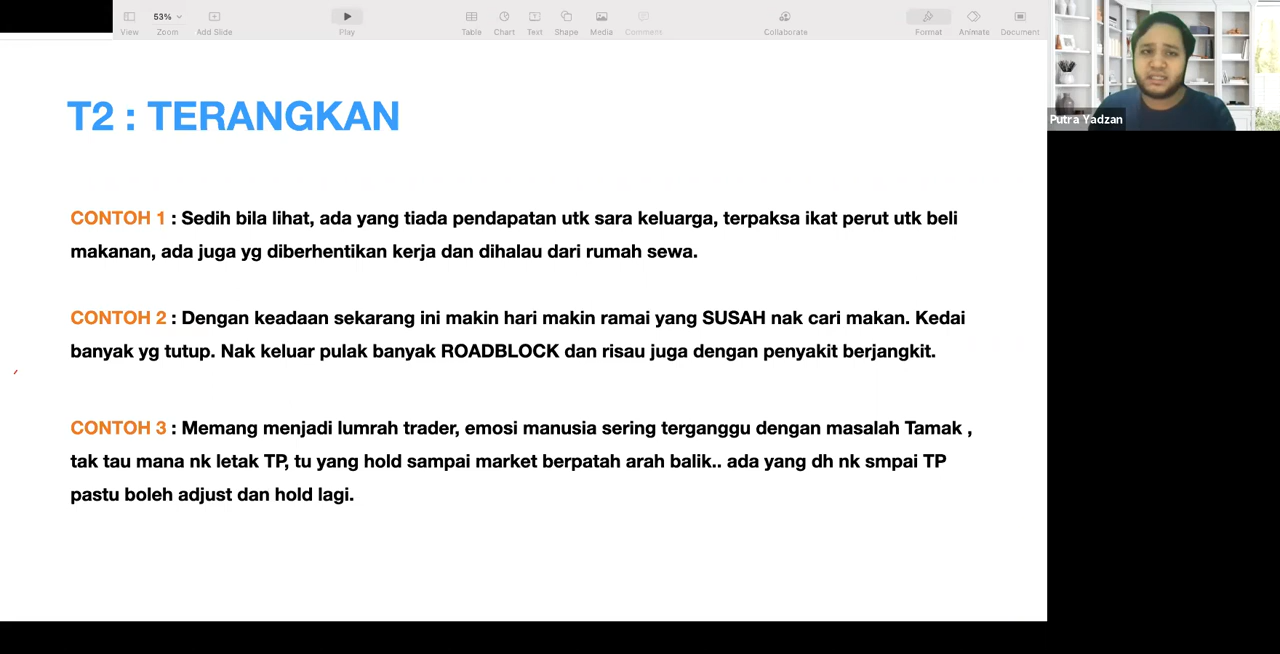 53%
View
Zoom
Add Slide
Play
Table
Chart
Text
Shape
Media
Comment
Collaborate
Format
Animate
Document
Putra Yadzan
T2 : TERANGKAN
CONTOH 1 : Sedih bila lihat, ada yang tiada pendapatan utk sara keluarga, terpaksa ikat perut utk beli
makanan, ada juga yg diberhentikan kerja dan dihalau dari rumah sewa.
CONTOH 2 : Dengan keadaan sekarang ini makin hari makin ramai yang SUSAH nak cari makan. Kedai
banyak yg tutup. Nak keluar pulak banyak ROADBLOCK dan risau juga dengan penyakit berjangkit.
CONTOH 3 : Memang menjadi lumrah trader, emosi manusia sering terganggu dengan masalah Tamak ,
tak tau mana nk letak TP, tu yang hold sampai market berpatah arah balik.. ada yang dh nk smpai TP
pastu boleh adjust dan hold lagi.